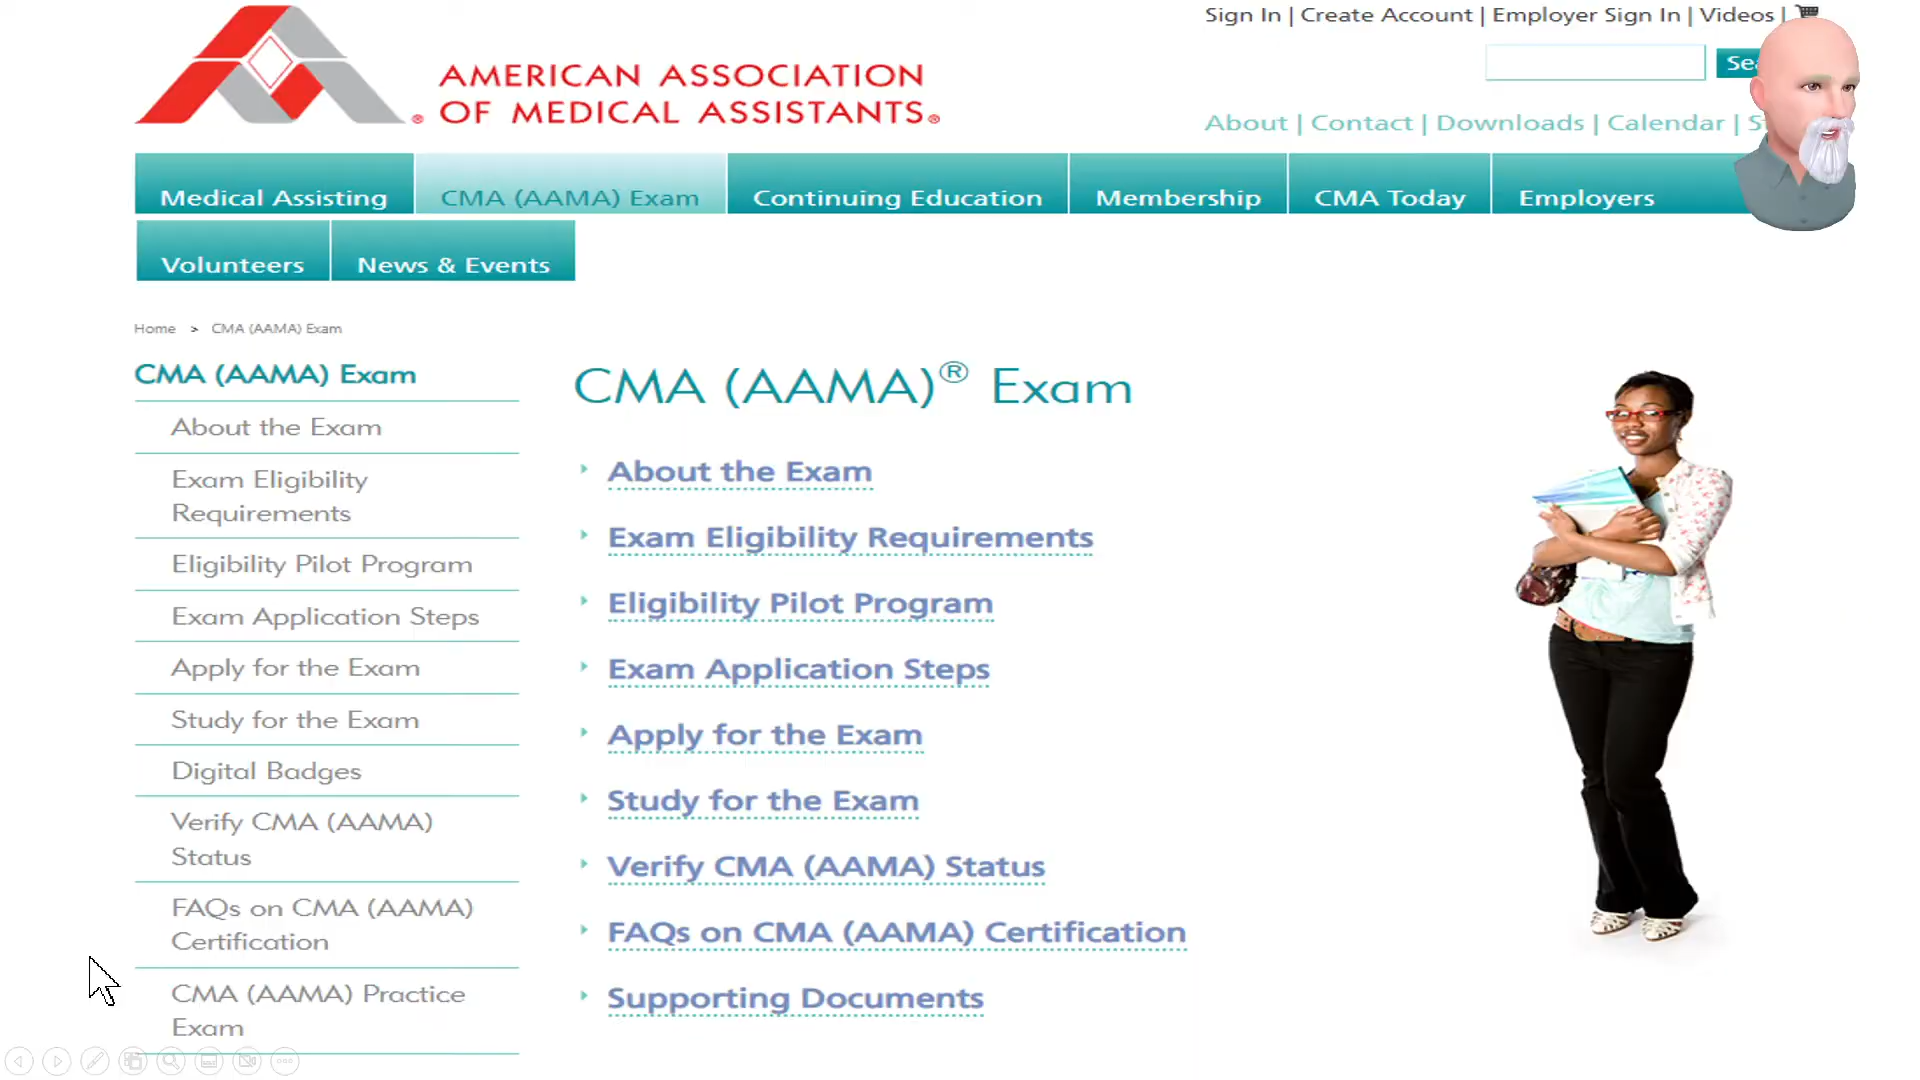 Sign In | Create Account | Employer Sign In | Videos |
AMERICAN ASSOCIATION
OF MEDICAL ASSISTANTS®
About | Contact | Downloads | Calendar |
Medical Assisting
CMA (AAMA) Exam
Continuing Education
Membership
CMA Today
Employers
Volunteers
News & Events
Home > CMA (AAMA) Exam
CMA (AAMA) Exam
About the Exam
Exam Eligibility
Requirements
Eligibility Pilot Program
Exam Application Steps
Apply for the Exam
Study for the Exam
Digital Badges
Verify CMA (AAMA)
Status
FAQs on CMA (AAMA)
Certification
CMA (AAMA) Practice
Exam
CMA (AAMA)® Exam
About the Exam
Exam Eligibility Requirements
Eligibility Pilot Program
Exam Application Steps
Apply for the Exam
Study for the Exam
Verify CMA (AAMA) Status
FAQs on CMA (AAMA) Certification
Supporting Documents